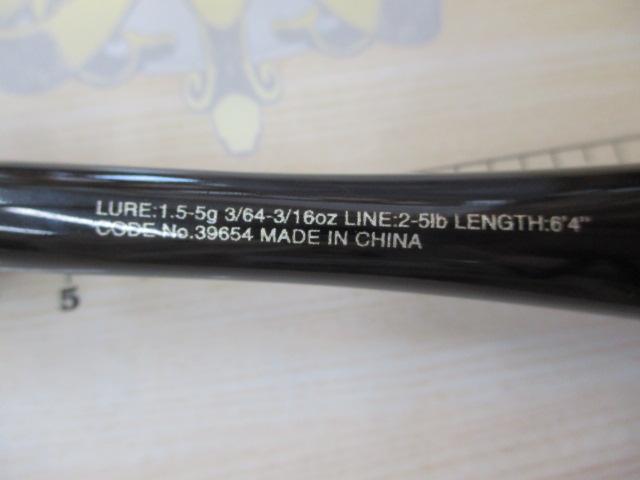 LURE:1.5-5g 3/64-3/16oz LINE:2-5lb LENGTH:6'4"
CODE No.39654 MADE IN CHINA
5